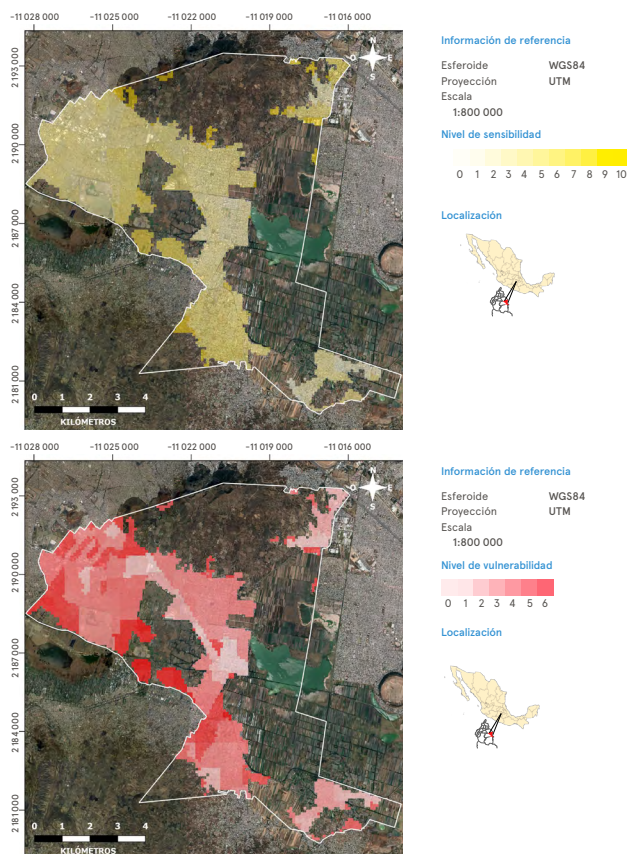 −11 028 000 −11 025 000 −11 022 000 −11 019 000 −11 016 000
2 193 000
2 190 000
2 187 000
2 184 000
2 181 000
N
O E
S
0 1 2 3 4
KILÓMETROS
Información de referencia
Esferoide WGS84
Proyección UTM
Escala
1:800 000
Nivel de sensibilidad
0 1 2 3 4 5 6 7 8 9 10
Localización
−11 028 000 −11 025 000 −11 022 000 −11 019 000 −11 016 000
2 193 000
2 190 000
2 187 000
2 184 000
2 181 000
N
O E
S
0 1 2 3 4
KILÓMETROS
Información de referencia
Esferoide WGS84
Proyección UTM
Escala
1:800 000
Nivel de vulnerabilidad
0 1 2 3 4 5 6
Localización